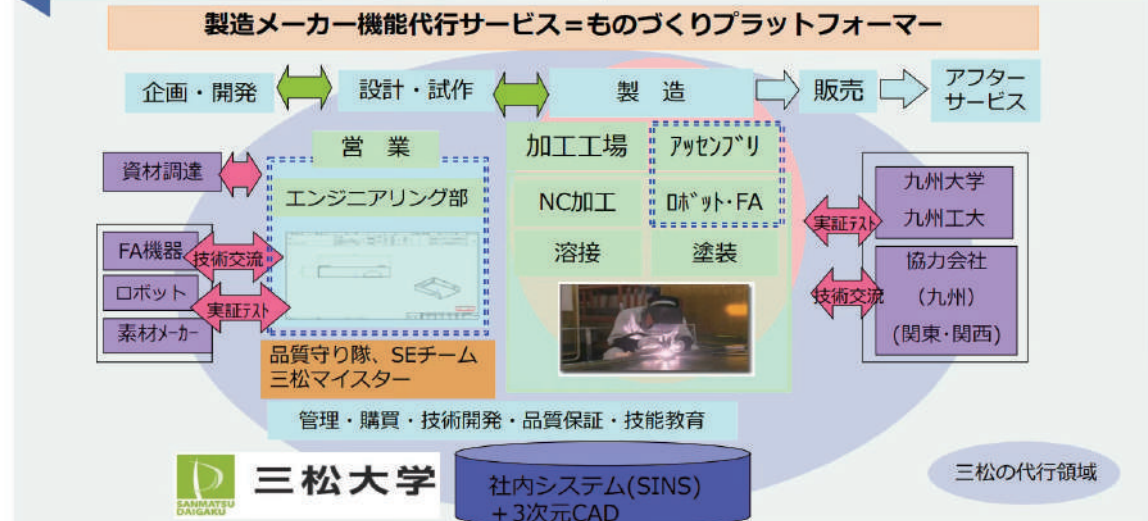 製造メーカー機能代行サービス=ものづくりプラットフォーマー
企画・開発
設計・試作
製 造
販売
アフター
サービス
資材調達
FA機器
ロボット
素材メーカー
技術交流
実証テスト
営 業
エンジニアリング部
品質守り隊、SEチーム
三松マイスター
加工工場
アッセンブリ
NC加工
ロボット・FA
溶接
塗装
実証テスト
技術交流
九州大学
九州工大
協力会社
(九州)
(関東・関西)
管理・購買・技術開発・品質保証・技能教育
SANMATSU
DAIGAKU
三松大学
社内システム(SINS)
+3次元CAD
三松の代行領域